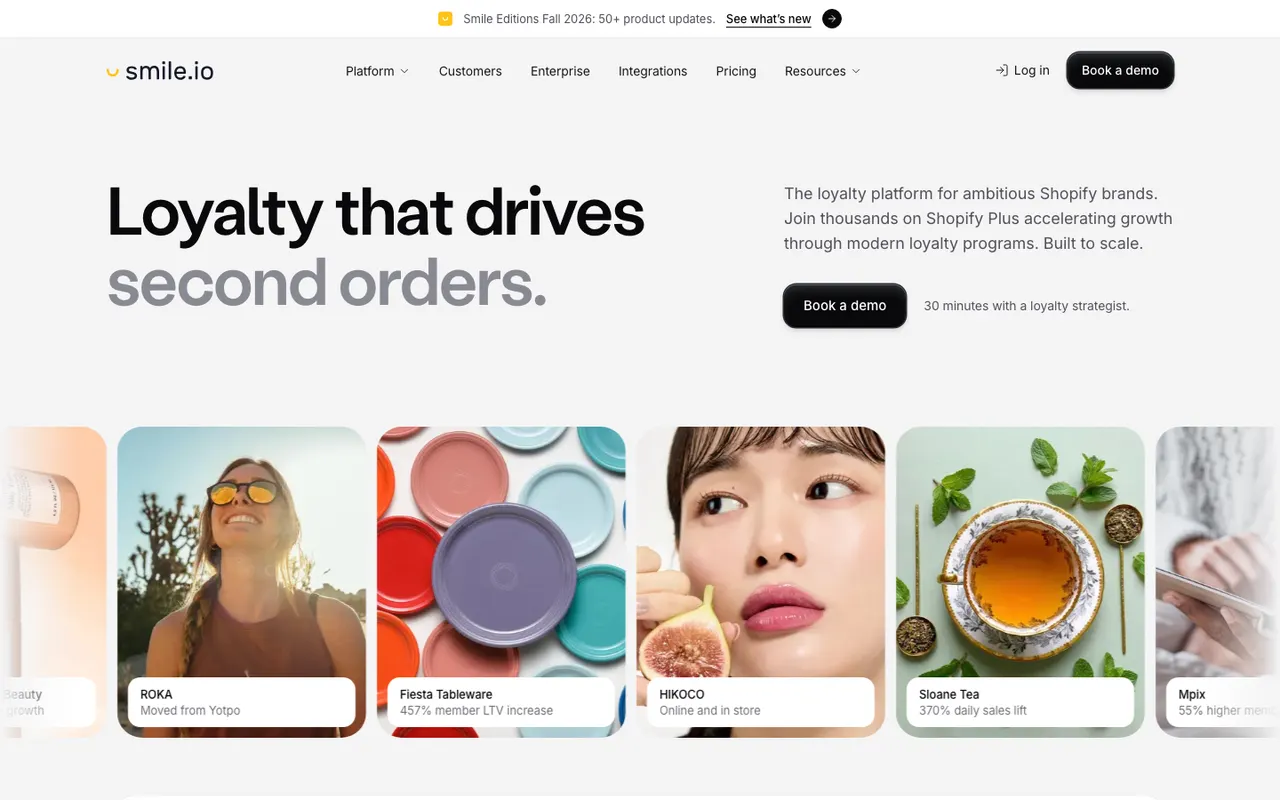 Smile Editions Fall 2026: 50+ product updates. See what's new
smile.io
Platform
Customers
Enterprise
Integrations
Pricing
Resources
Log in
Book a demo
Loyalty that drives
second orders.
The loyalty platform for ambitious Shopify brands.
Join thousands on Shopify Plus accelerating growth
through modern loyalty programs. Built to scale.
Book a demo
30 minutes with a loyalty strategist.
Beauty
growth
ROKA
Moved from Yotpo
Fiesta Tableware
457% member LTV increase
HIKOCO
Online and in store
Sloane Tea
370% daily sales lift
Mpix
55% higher